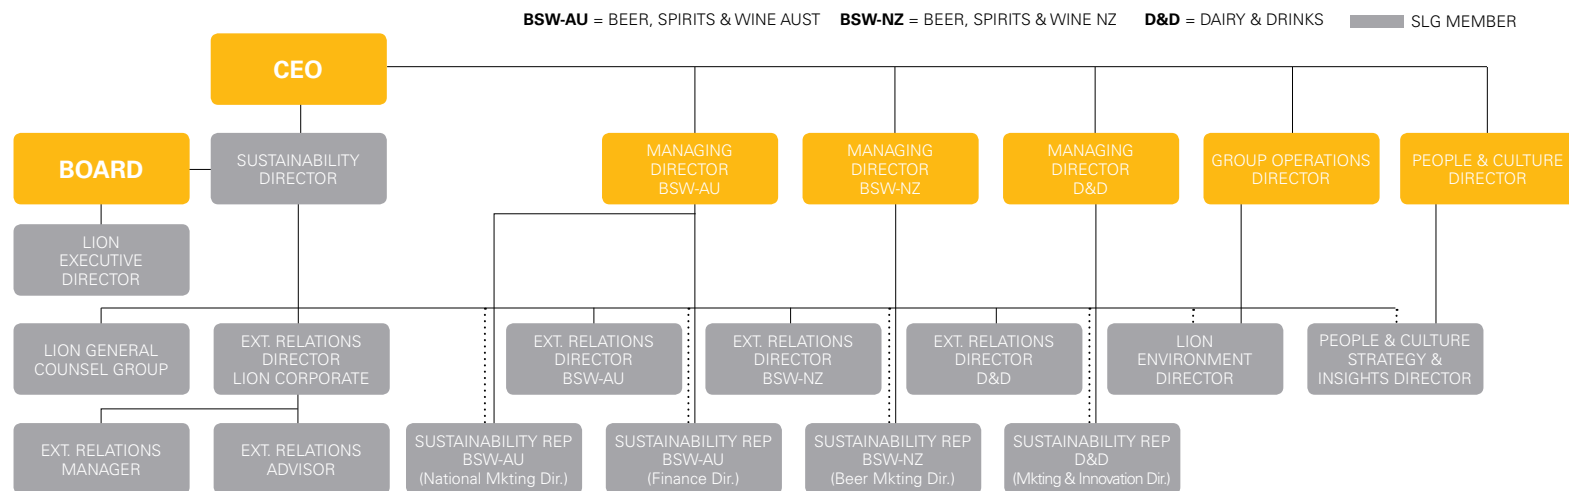 BSW-AU = BEER, SPIRITS & WINE AUST BSW-NZ = BEER, SPIRITS & WINE NZ D&D = DAIRY & DRINKS SLG MEMBER
CEO
BOARD
SUSTAINABILITY
DIRECTOR
MANAGING
DIRECTOR
BSW-AU
MANAGING
DIRECTOR
BSW-NZ
MANAGING
DIRECTOR
D&D
GROUP OPERATIONS
DIRECTOR
PEOPLE & CULTURE
DIRECTOR
LION
EXECUTIVE
DIRECTOR
LION GENERAL
COUNSEL GROUP
EXT. RELATIONS
DIRECTOR
LION CORPORATE
EXT. RELATIONS
DIRECTOR
BSW-AU
EXT. RELATIONS
DIRECTOR
BSW-NZ
EXT. RELATIONS
DIRECTOR
D&D
LION
ENVIRONMENT
DIRECTOR
PEOPLE & CULTURE
STRATEGY &
INSIGHTS DIRECTOR
EXT. RELATIONS
MANAGER
EXT. RELATIONS
ADVISOR
SUSTAINABILITY REP
BSW-AU
(National Mkting Dir.)
SUSTAINABILITY REP
BSW-AU
(Finance Dir.)
SUSTAINABILITY REP
BSW-NZ
(Beer Mkting Dir.)
SUSTAINABILITY REP
D&D
(Mkting & Innovation Dir.)